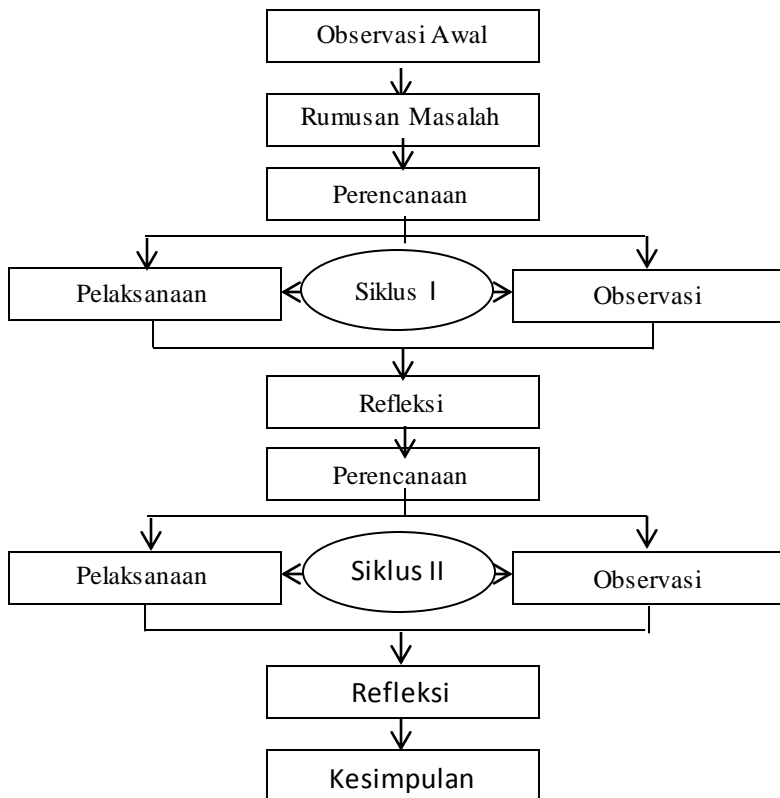 Observasi Awal
Rumusan Masalah
Perencanaan
Pelaksanaan
Siklus I
Observasi
Refleksi
Perencanaan
Pelaksanaan
Siklus II
Observasi
Refleksi
Kesimpulan